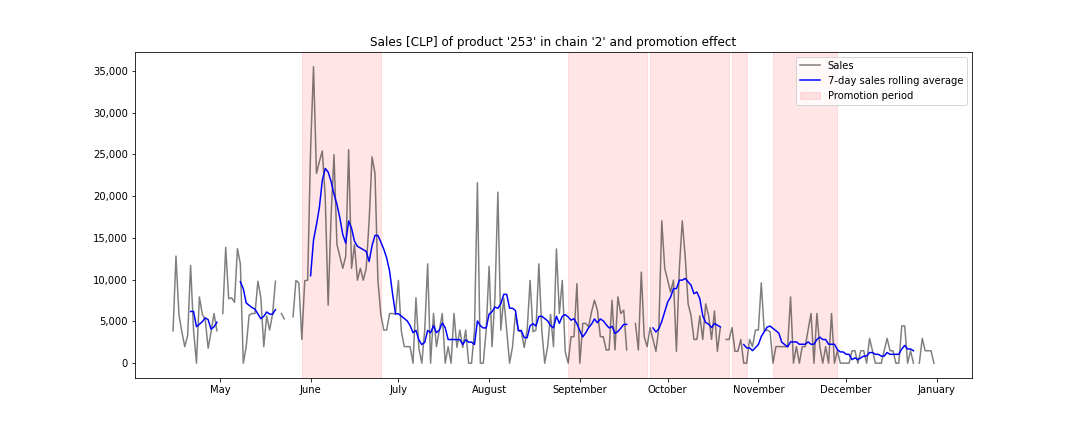 Sales [CLP] of product '253' in chain '2' and promotion effect
Sales
7-day sales rolling average
Promotion period
35,000
30,000
25,000
20,000
15,000
10,000
5,000
0
May June July August September October November December January